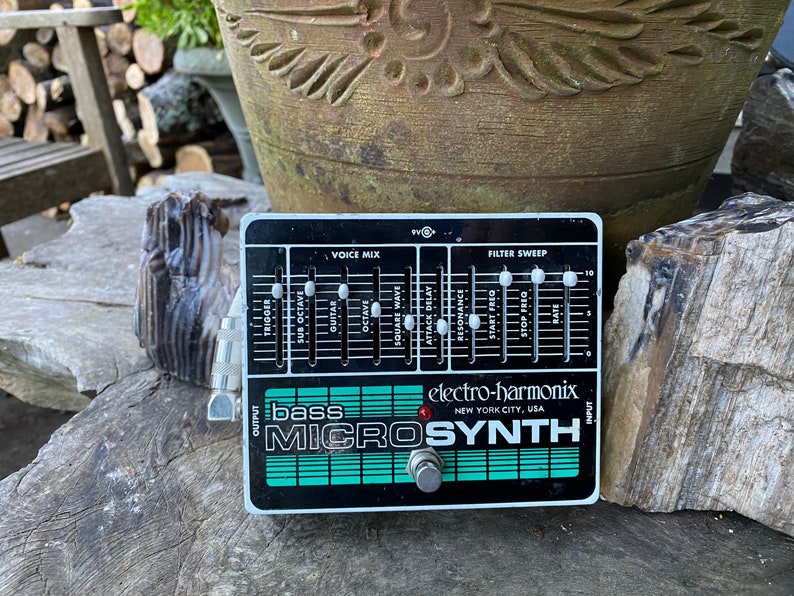 9V +
VOICE MIX
FILTER SWEEP
TRIGGER
SUB OCTAVE
GUITAR
OCTAVE
SQUARE WAVE
ATTACK DELAY
RESONANCE
START FREQ
STOP FREQ
RATE
10
5
0
electro-harmonix
NEW YORK CITY, USA
OUTPUT
INPUT
bass
MICROSYNTH